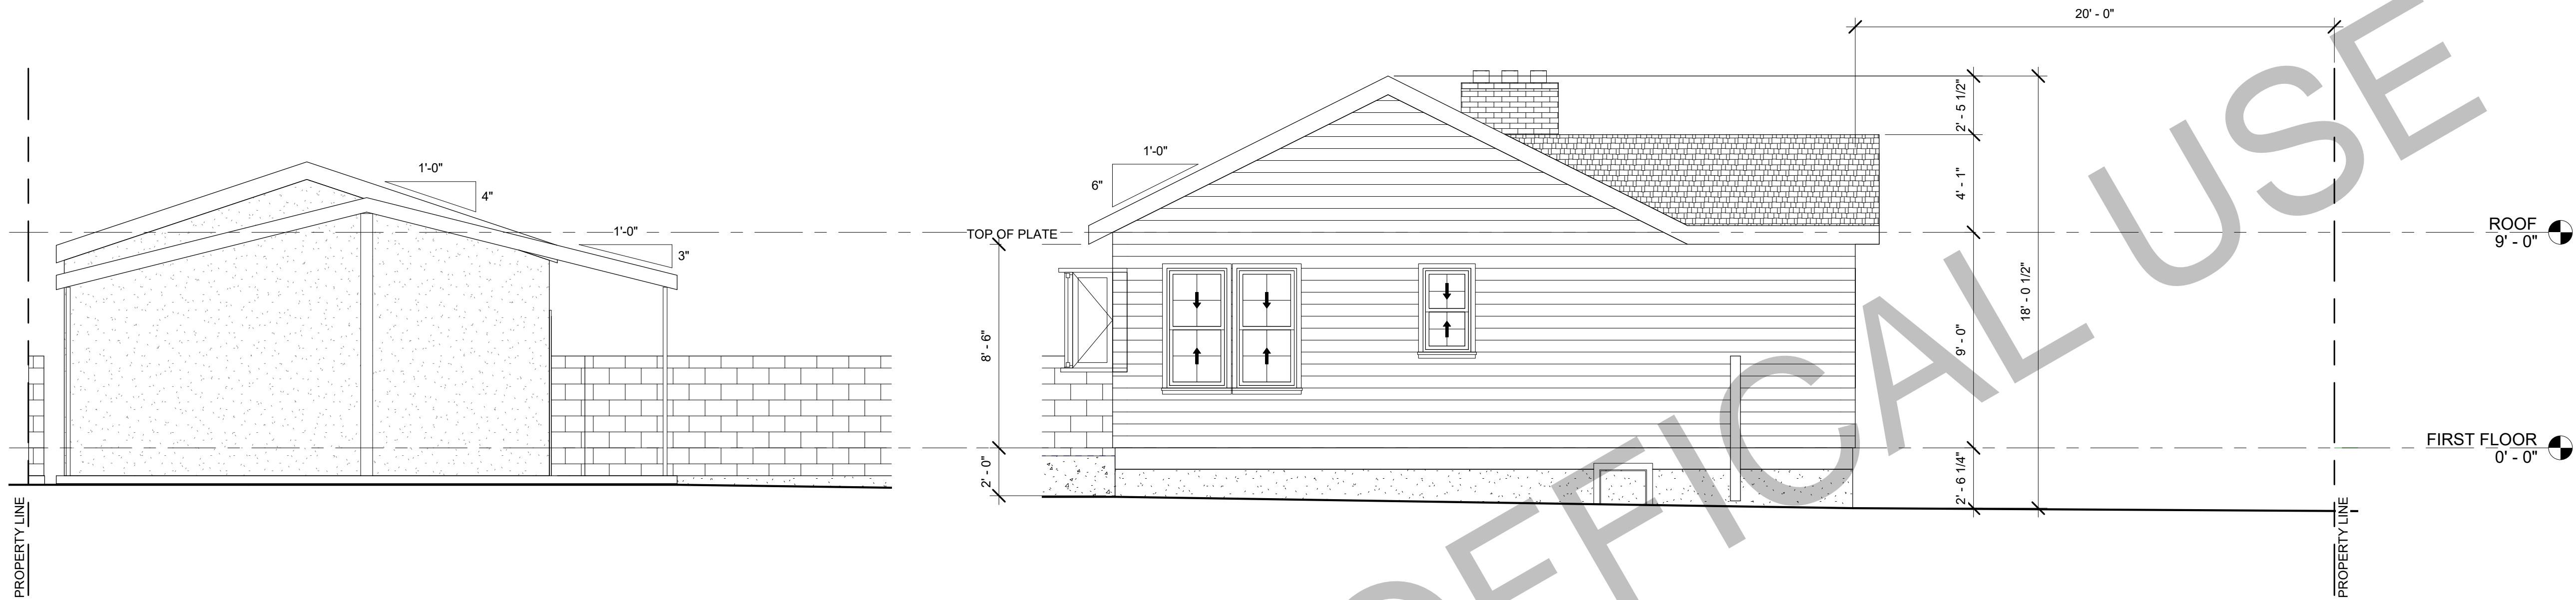 20' - 0"
2' - 5 1/2"
1'-0"
4"
1'-0"
6"
4' - 1"
1'-0"
3"
TOP OF PLATE
ROOF
9' - 0"
18' - 0 1/2"
8' - 6"
9' - 0"
FIRST FLOOR
0' - 0"
2' - 0"
2' - 6 1/4"
PROPERTY LINE
PROPERTY LINE
OFFICAL USE